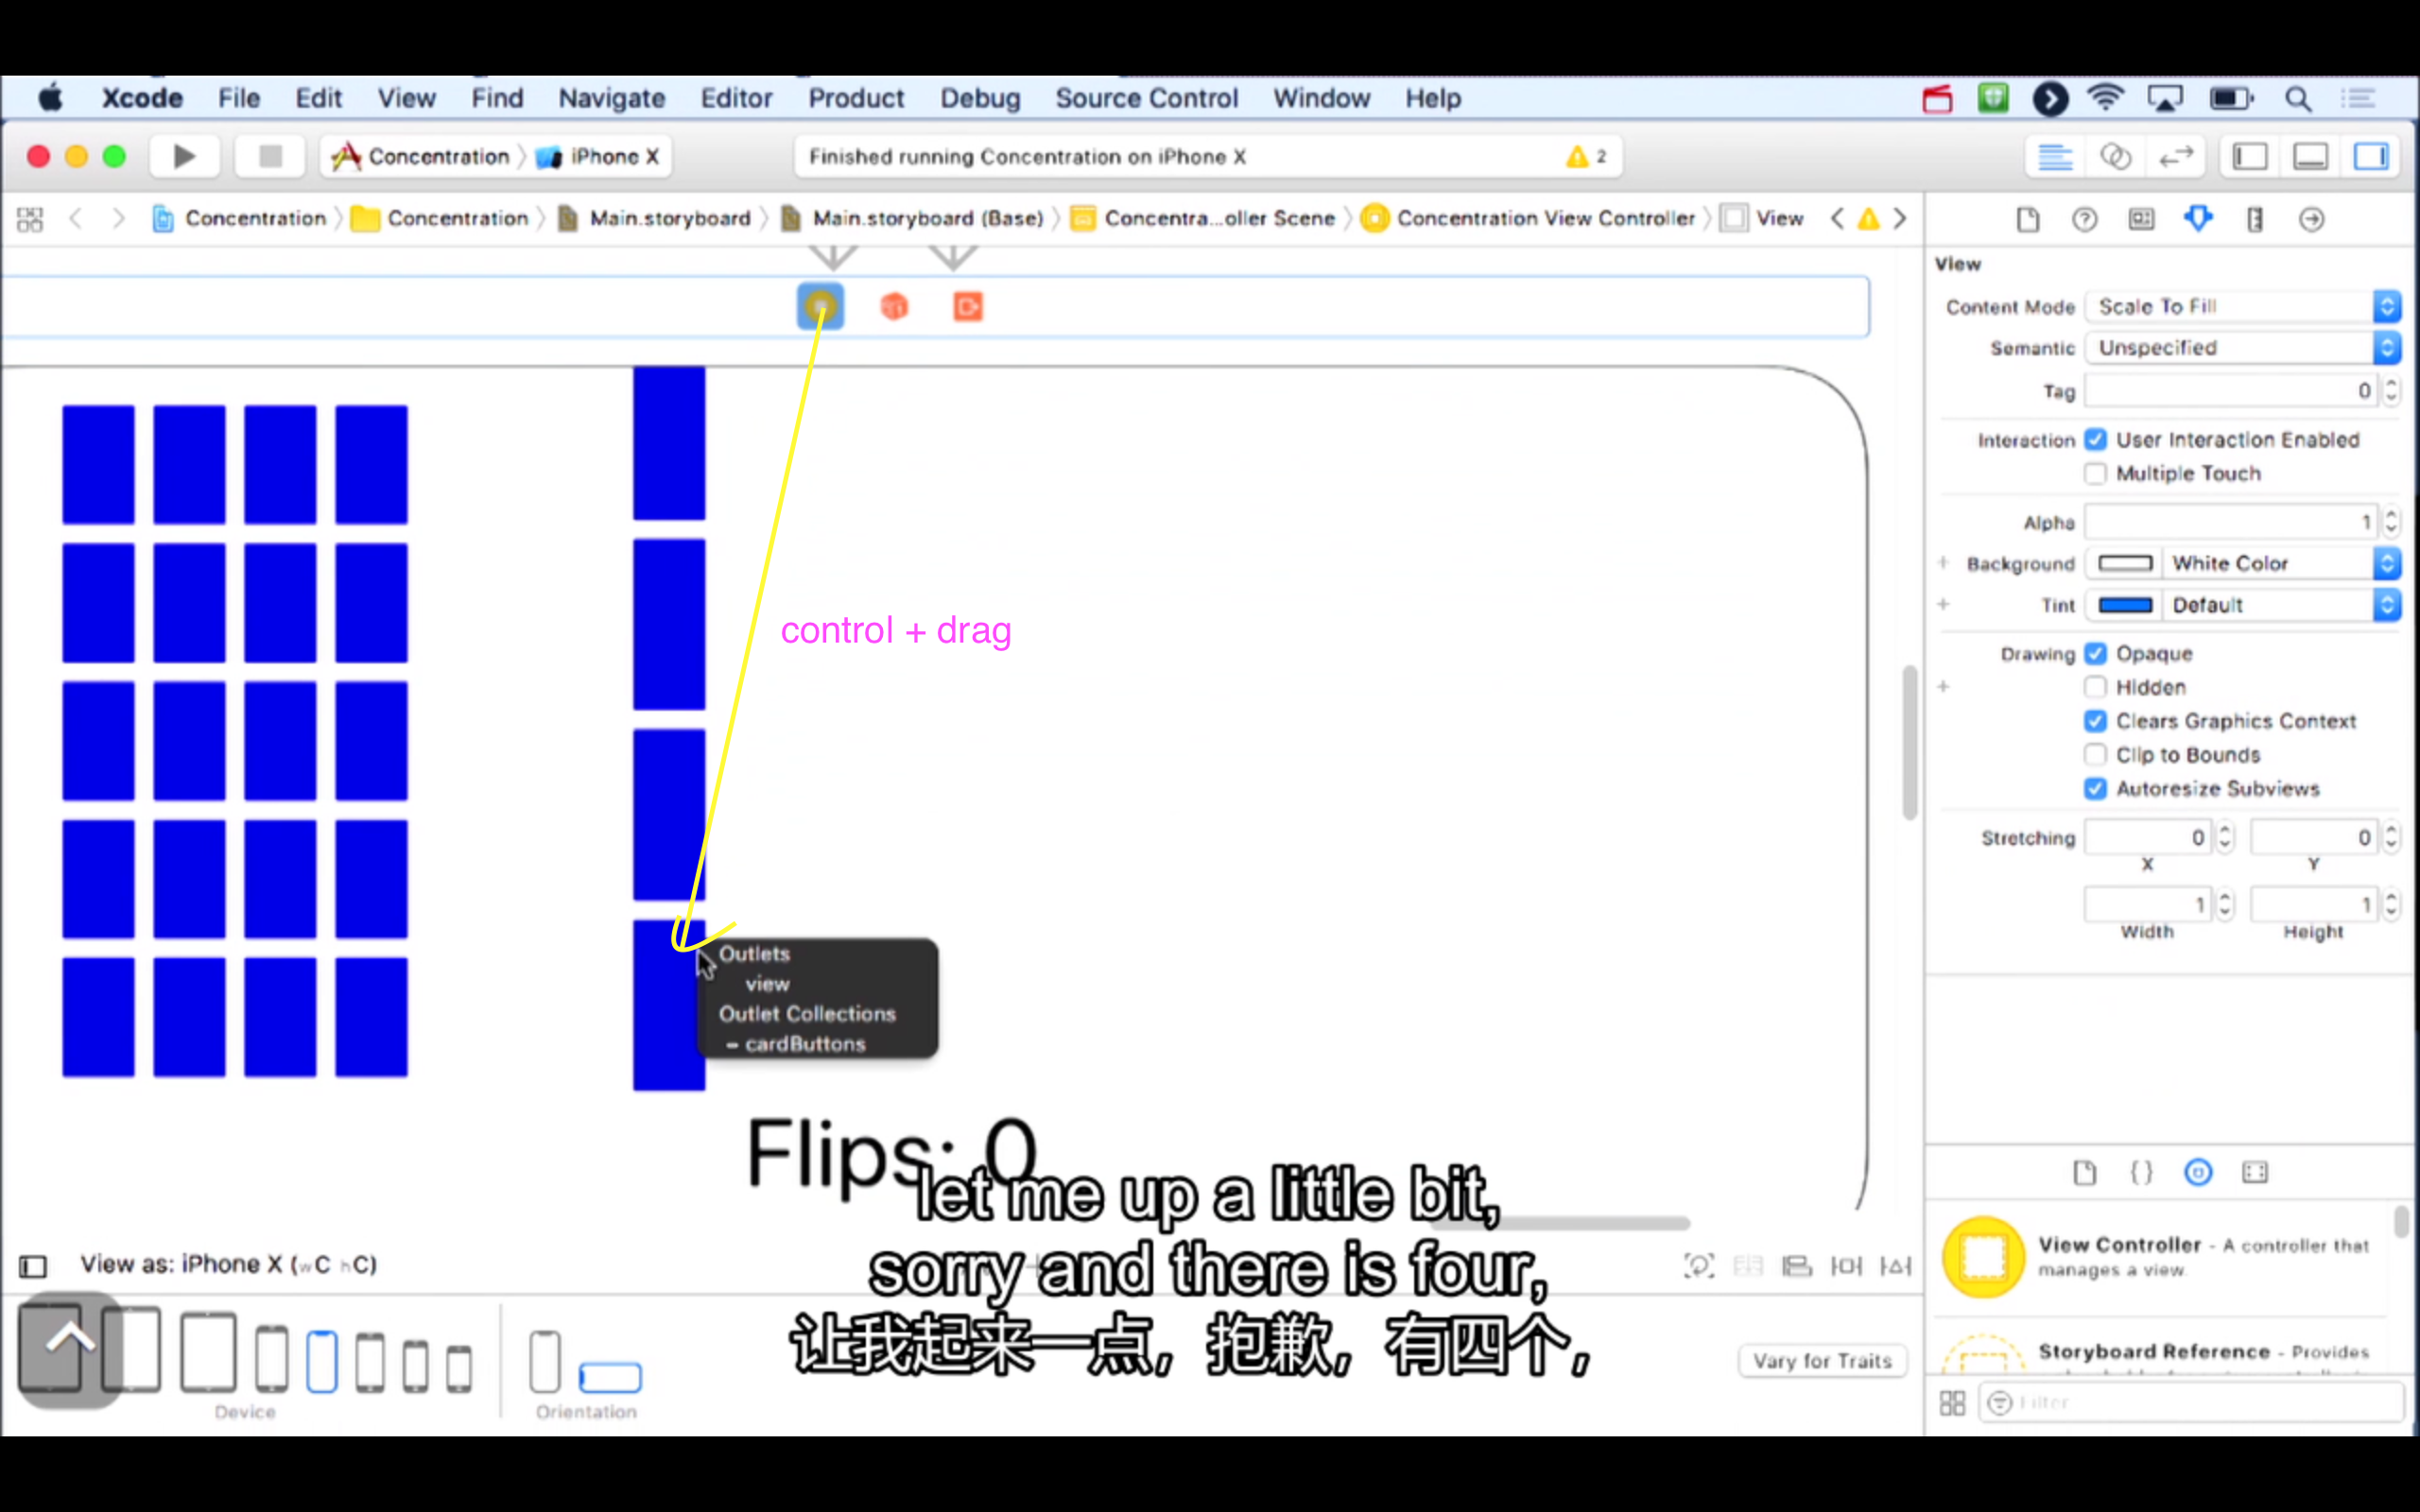 Xcode File Edit View Find Navigate Editor Product Debug Source Control Window Help
Concentration iPhone X
Finished running Concentration on iPhone X
2
Concentration Concentration Main.storyboard Main.storyboard (Base) Concentra...oller Scene Concentration View Controller View
control + drag
Outlets
view
Outlet Collections
– cardButtons
Flips: 0
let me up a little bit,
sorry and there is four,
让我起来一点，抱歉，有四个，
View as: iPhone X (wC hC)
Device
Orientation
Vary for Traits
View
Content Mode Scale To Fill
Semantic Unspecified
Tag 0
Interaction User Interaction Enabled
Multiple Touch
Alpha 1
+ Background White Color
+ Tint Default
Drawing Opaque
+ Hidden
Clears Graphics Context
Clip to Bounds
Autoresize Subviews
Stretching 0 0
X Y
1 1
Width Height
{}
View Controller - A controller that
manages a view.
Storyboard Reference - Provides
Filter